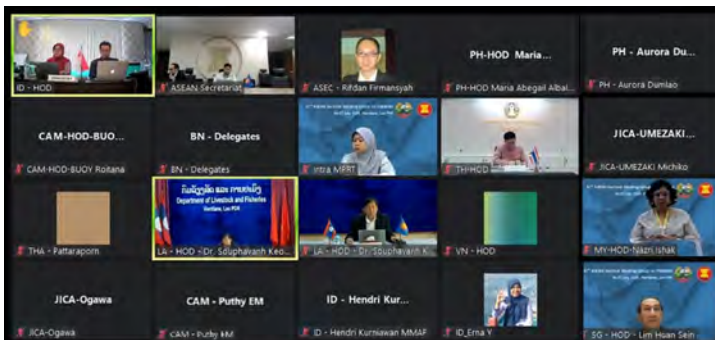 ID - HOD
ASEAN Secretariat
ASEC - Rifdan Firmansyah
PH-HOD Maria...
PH-HOD Maria Abegail Albal...
PH - Aurora Du...
PH - Aurora Dumlao
CAM-HOD-BUO...
CAM-HOD-BUOY Roitana
BN - Delegates
BN - Delegates
Intra MFRT
TH-HOD
JICA-UMEZAKI...
JICA-UMEZAKI Michiko
THA - Pattaraporn
ກົມລ້ຽງສັດ ແລະ ການປະມົງ
Department of Livestock and Fisheries
Vientiane, Lao PDR
LA - HOD - Dr. Souphavanh Keo...
LA - HOD - Dr. Souphavanh K...
VN - HOD
MY-HOD-Nazri Ishak
JICA-Ogawa
JICA-Ogawa
CAM - Puthy EM
CAM - Puthy EM
ID - Hendri Kur...
ID - Hendri Kurniawan MMAF
ID_Erna Y
SG - HOD - Lim Huan Sein